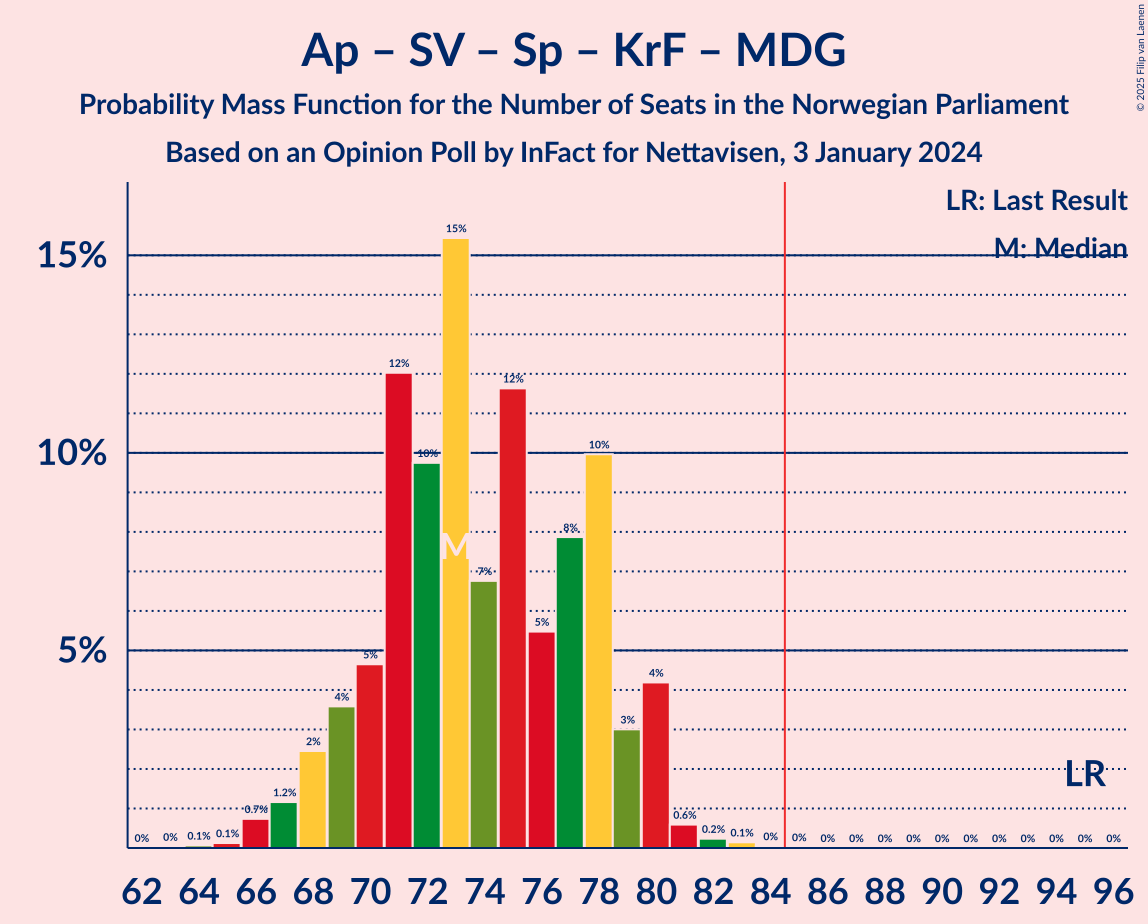 Ap – SV – Sp – KrF – MDG
Probability Mass Function for the Number of Seats in the Norwegian Parliament
Based on an Opinion Poll by InFact for Nettavisen, 3 January 2024
© 2025 Filip van Laenen
LR: Last Result
M: Median
15%
10%
5%
0% 0% 0.1% 0.1% 0.7% 1.2% 2% 4% 5% 12% 10% 15% 7% 12% 5% 8% 10% 3% 4% 0.6% 0.2% 0.1% 0% 0% 0% 0% 0% 0% 0% 0% 0% 0% 0% 0% 0%
M
LR
62 64 66 68 70 72 74 76 78 80 82 84 86 88 90 92 94 96